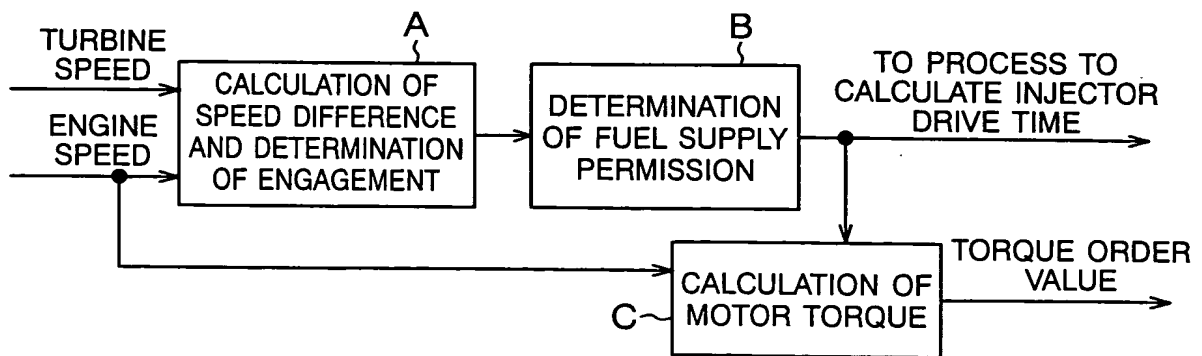 A
B
TURBINE
SPEED
CALCULATION OF
SPEED DIFFERENCE
AND DETERMINATION
OF ENGAGEMENT
DETERMINATION
OF FUEL SUPPLY
PERMISSION
TO PROCESS TO
CALCULATE INJECTOR
DRIVE TIME
ENGINE
SPEED
CALCULATION OF
MOTOR TORQUE
C
TORQUE ORDER
VALUE